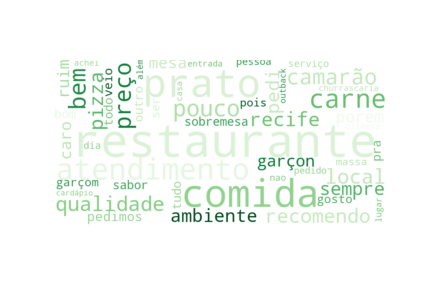 achei
ruim
bem
pizza
todo
preço
veio
além
outro
mesa
entrada
ser
casa
prato
pessoa
pedi
serviço
outback
camarão
churrascaria
carne
bom
pouco
pois
porém
sobremesa
recife
caro
dia
restaurante
pra
atendimento
garçon
massa
local
garçom
sabor
tudo
nao
pedido
sempre
cardápio
comida
gosto
qualidade
lugar
pedimos
ambiente
recomendo